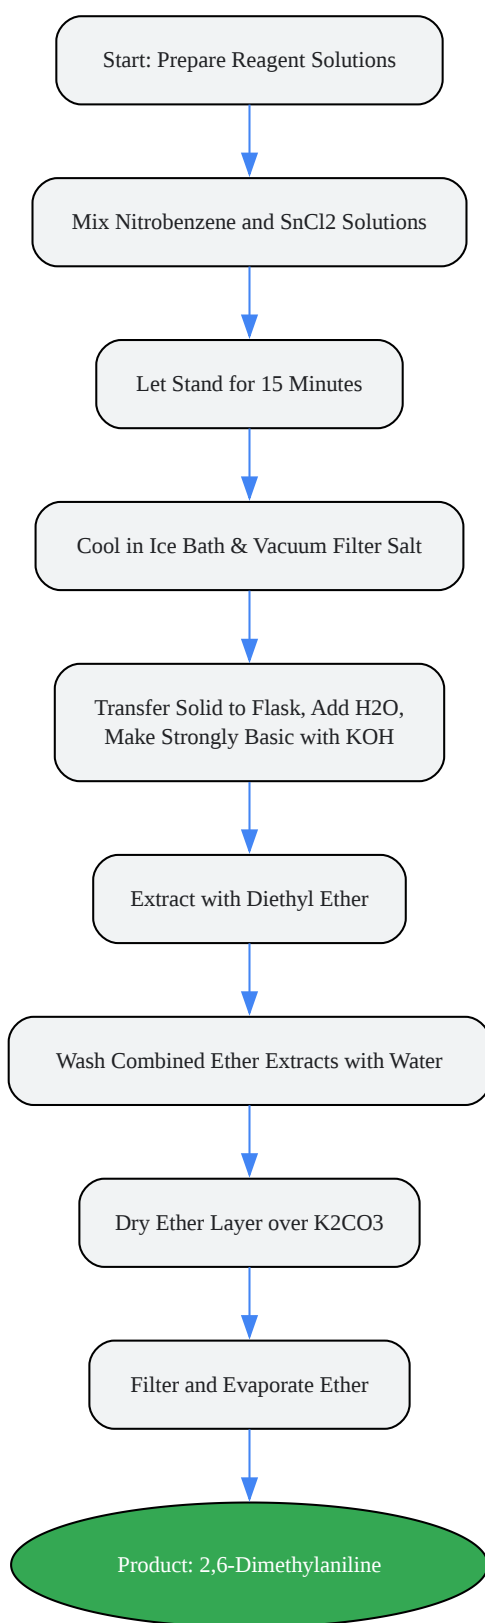 Start: Prepare Reagent Solutions
Mix Nitrobenzene and SnCl2 Solutions
Let Stand for 15 Minutes
Cool in Ice Bath & Vacuum Filter Salt
Transfer Solid to Flask, Add H2O,
Make Strongly Basic with KOH
Extract with Diethyl Ether
Wash Combined Ether Extracts with Water
Dry Ether Layer over K2CO3
Filter and Evaporate Ether
Product: 2,6-Dimethylaniline